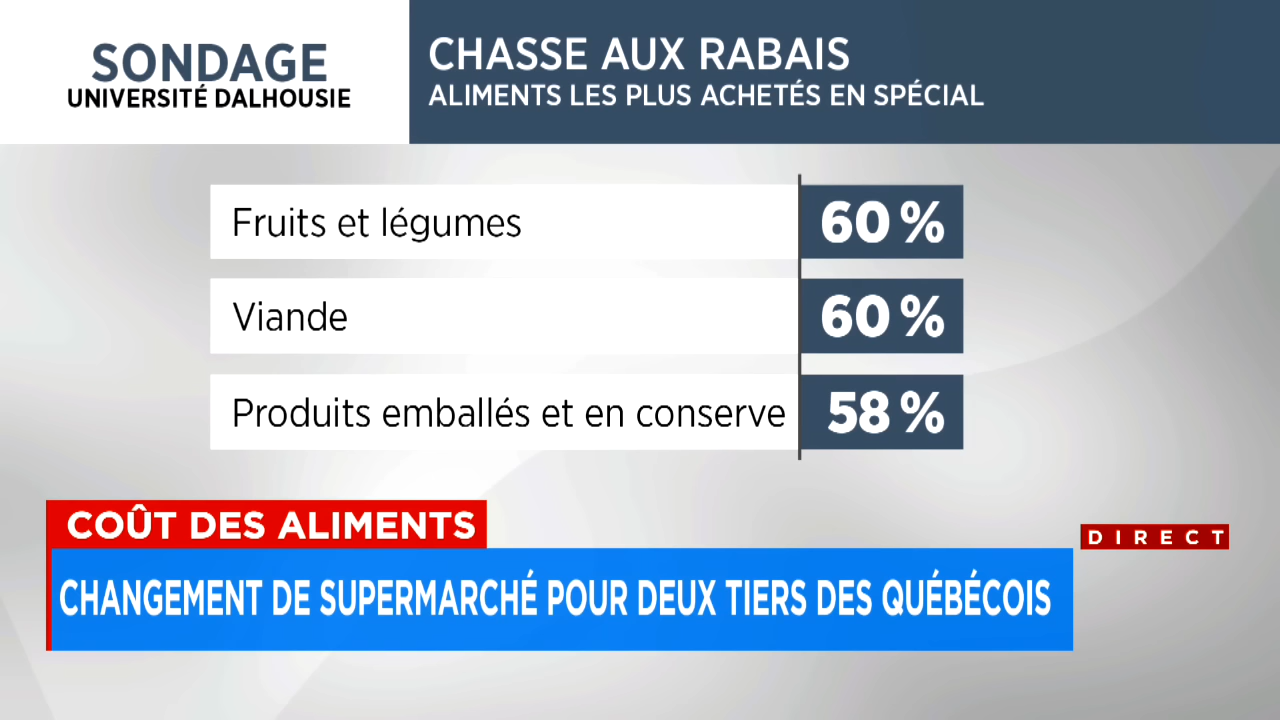 SONDAGE
UNIVERSITÉ DALHOUSIE
CHASSE AUX RABAIS
ALIMENTS LES PLUS ACHETÉS EN SPÉCIAL
Fruits et légumes 60 %
Viande 60 %
Produits emballés et en conserve 58 %
COÛT DES ALIMENTS
DIRECT
CHANGEMENT DE SUPERMARCHÉ POUR DEUX TIERS DES QUÉBÉCOIS